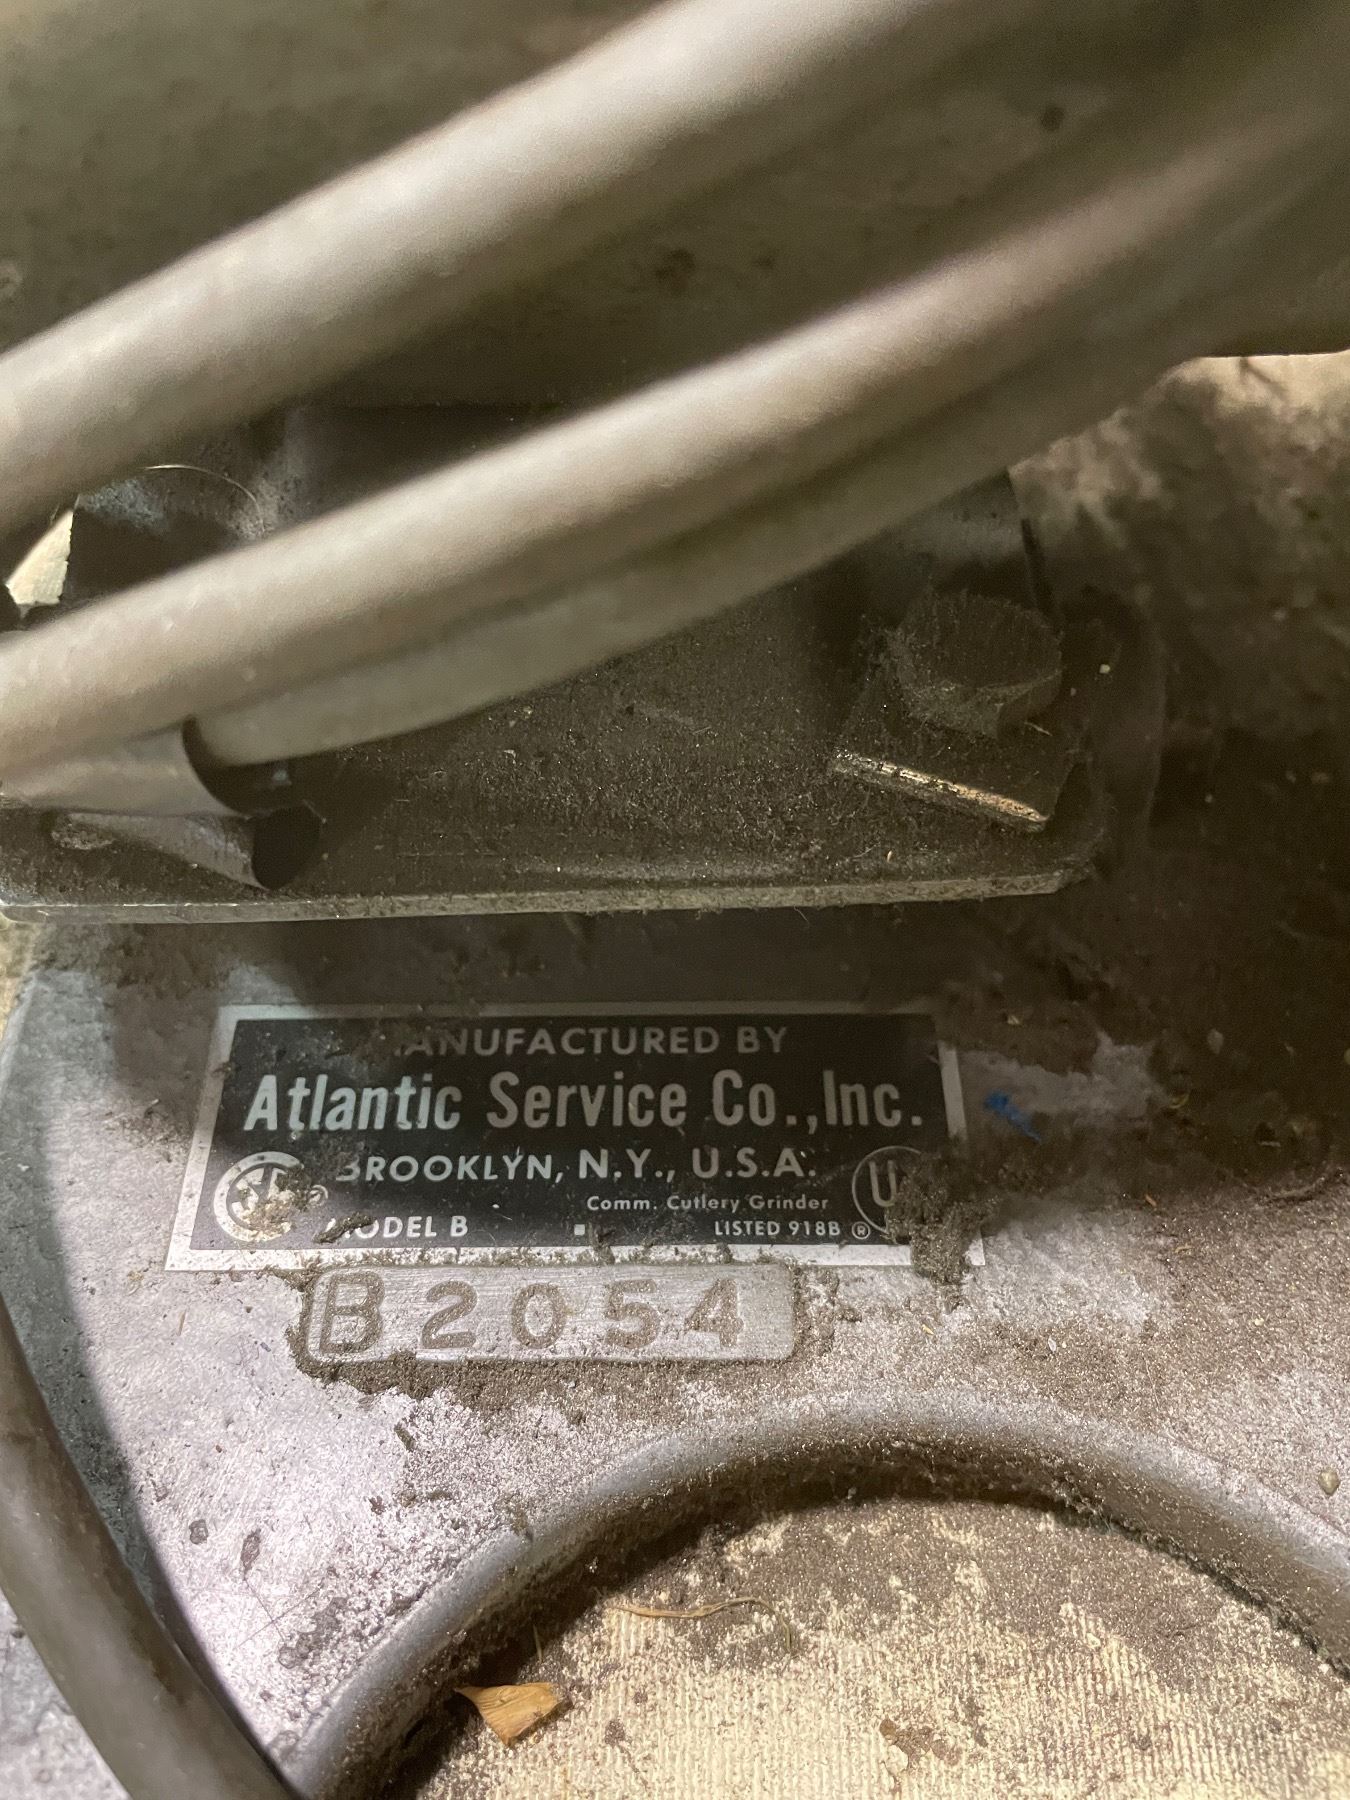 MANUFACTURED BY
Atlantic Service Co., Inc.
BROOKLYN, N.Y., U.S.A.
Comm. Cutlery Grinder
MODEL B
LISTED 918B ®
B2054